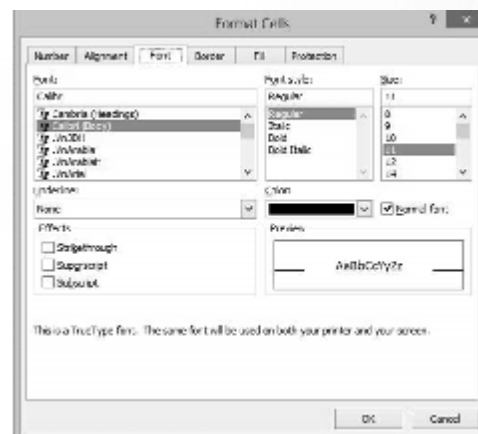 Format Cells ?
Number Alignment Font Border Fill Protection
Font: Font style: Size:
Calibri Regular 11
Cambria (Headings) Regular 8
Calibri (Body) Italic 9
Bold 10
Bold Italic 11
12
14
Underline: Color:
None Normal font
Effects Preview
Strikethrough
Superscript AaBbCcYyZz
Subscript
This is a TrueType font. The same font will be used on both your printer and your screen.
OK Cancel